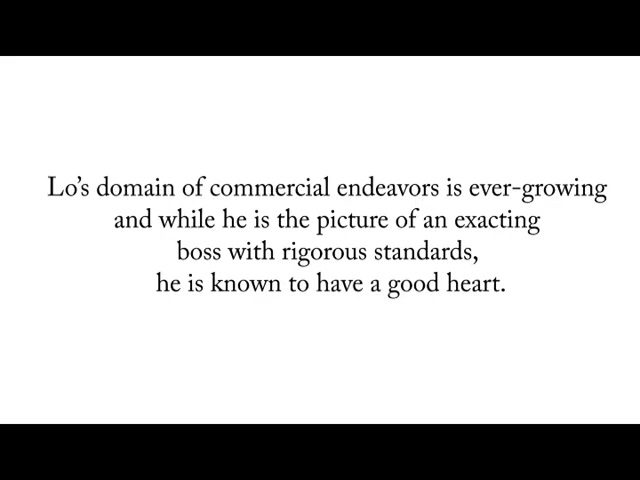 Lo's domain of commercial endeavors is ever-growing
and while he is the picture of an exacting
boss with rigorous standards,
he is known to have a good heart.